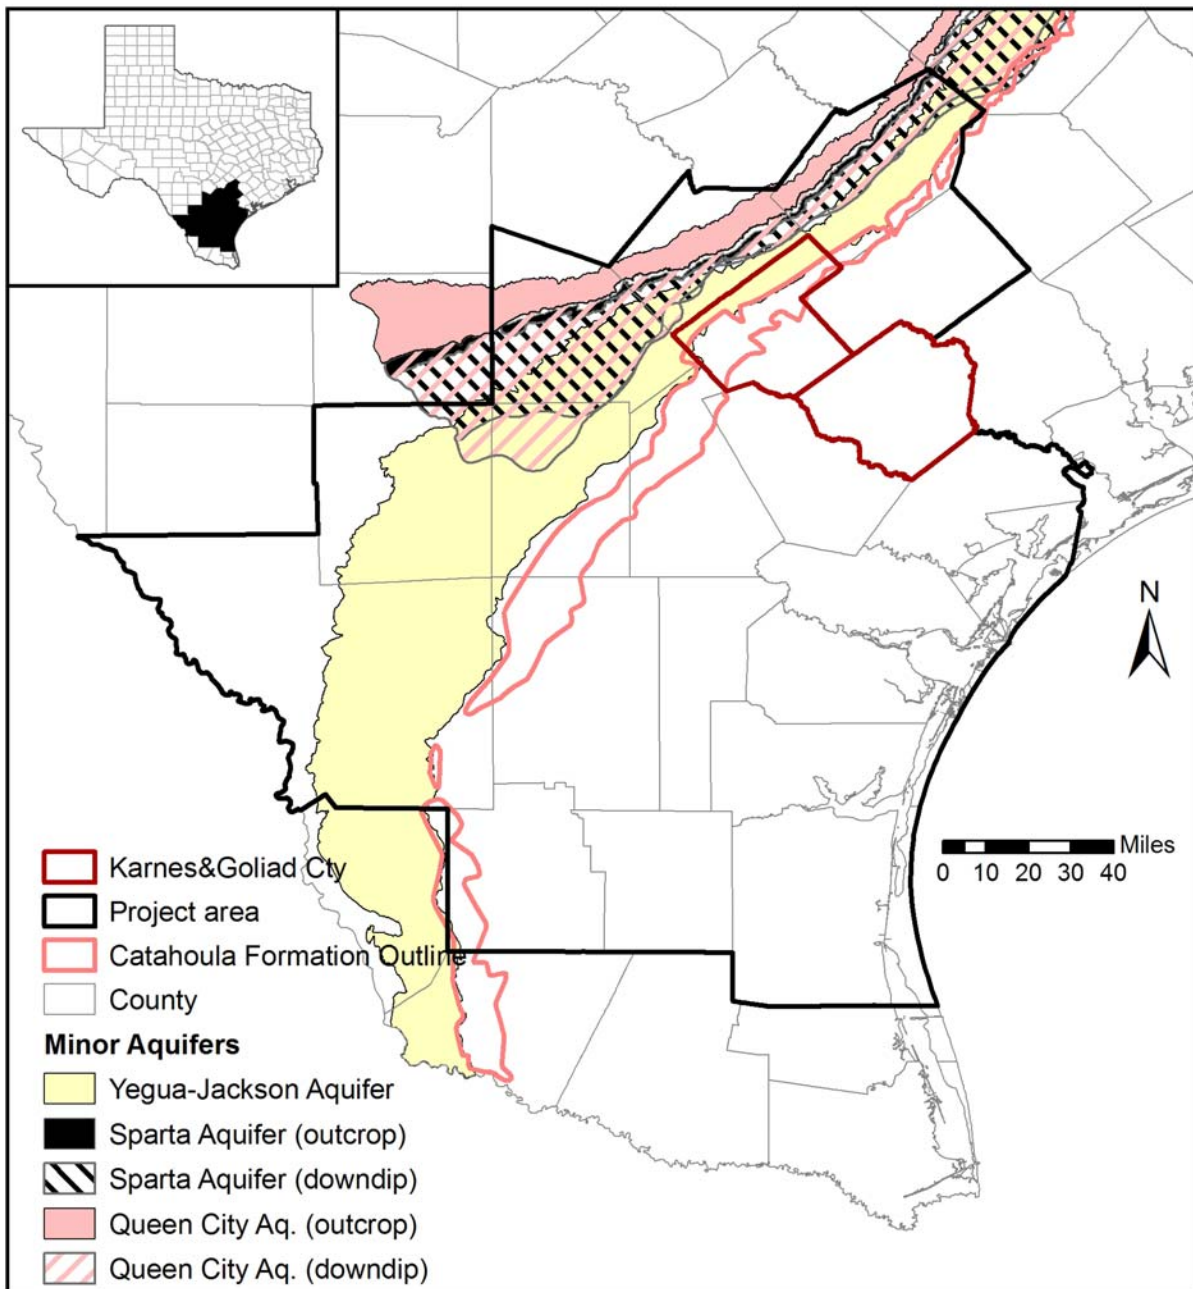 N
Miles
0 10 20 30 40
Karnes&Goliad Cty
Project area
Catahoula Formation Outline
County
Minor Aquifers
Yegua-Jackson Aquifer
Sparta Aquifer (outcrop)
Sparta Aquifer (downdip)
Queen City Aq. (outcrop)
Queen City Aq. (downdip)